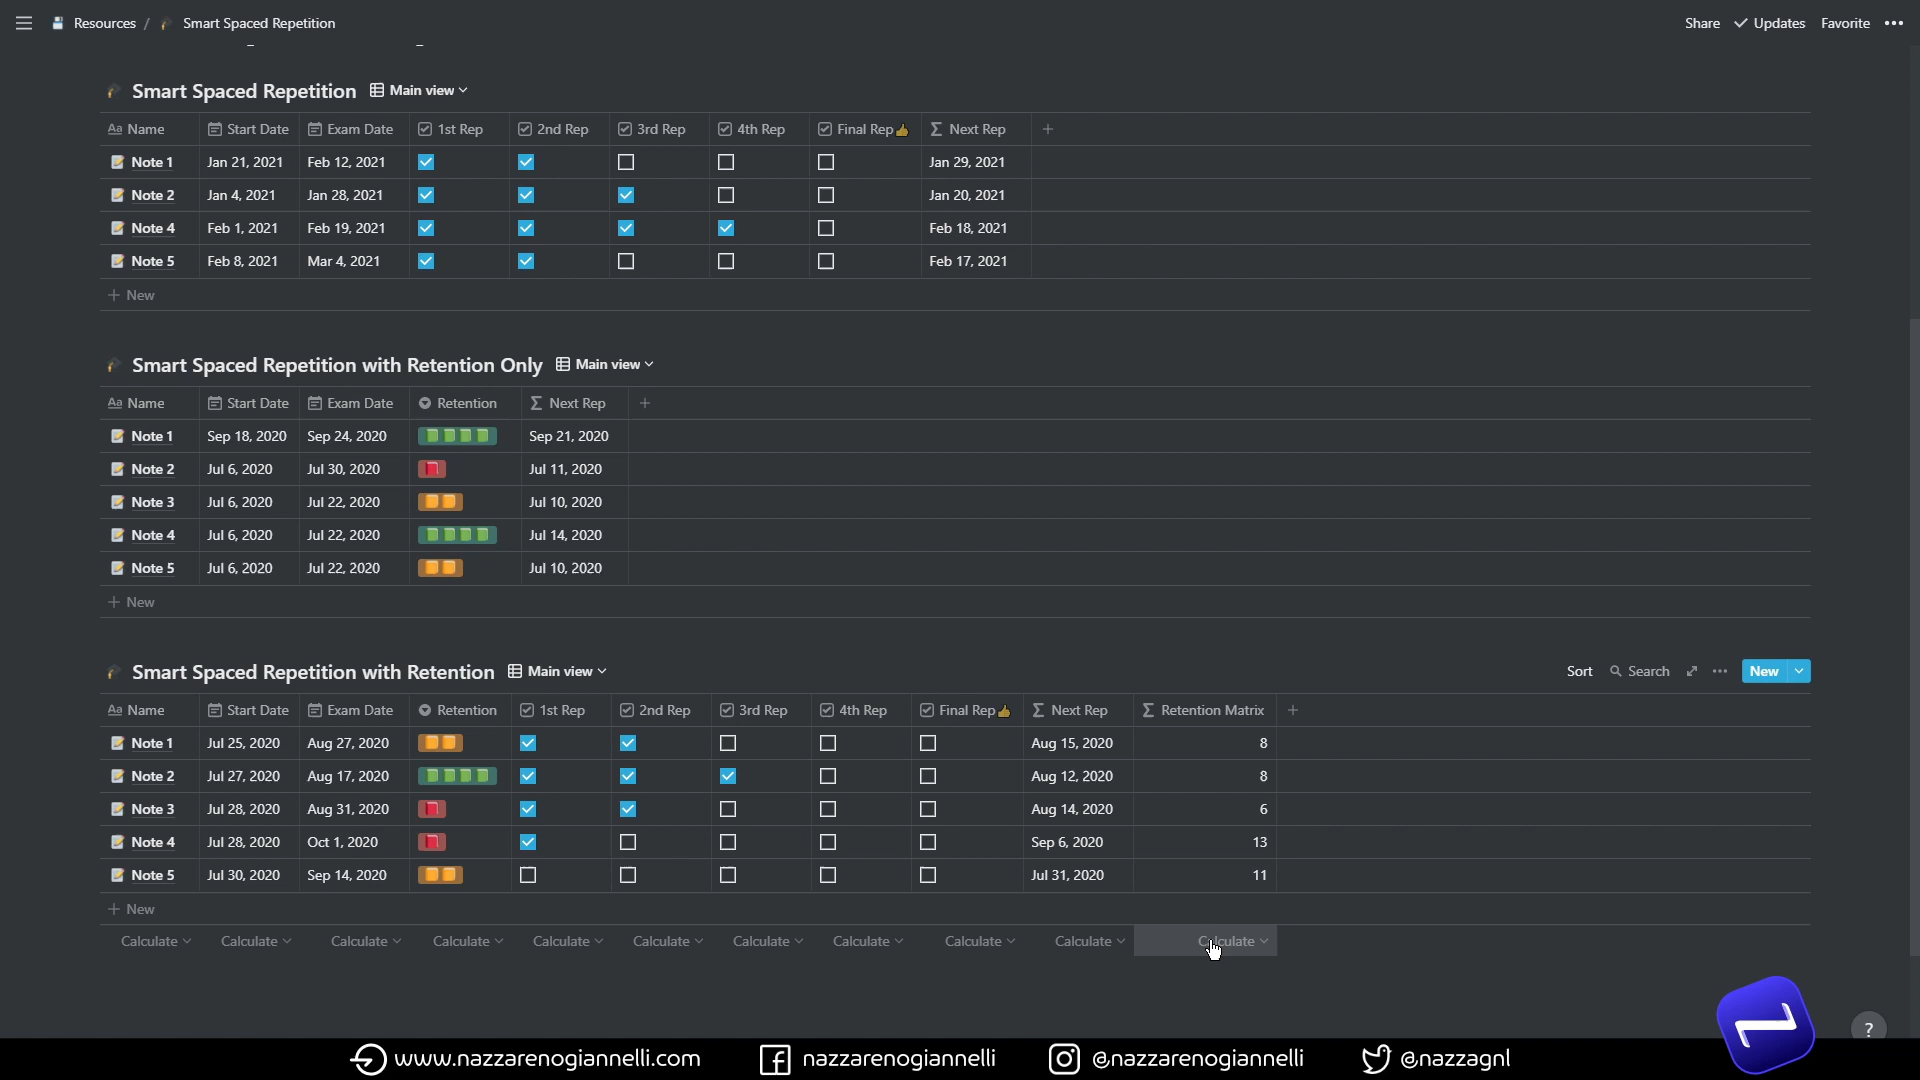 Resources / Smart Spaced Repetition
Share Updates Favorite
Smart Spaced Repetition Main view
Aa Name Start Date Exam Date 1st Rep 2nd Rep 3rd Rep 4th Rep Final Rep👍 Σ Next Rep +
Note 1 Jan 21, 2021 Feb 12, 2021 Jan 29, 2021
Note 2 Jan 4, 2021 Jan 28, 2021 Jan 20, 2021
Note 4 Feb 1, 2021 Feb 19, 2021 Feb 18, 2021
Note 5 Feb 8, 2021 Mar 4, 2021 Feb 17, 2021
+ New
Smart Spaced Repetition with Retention Only Main view
Aa Name Start Date Exam Date Retention Σ Next Rep +
Note 1 Sep 18, 2020 Sep 24, 2020 Sep 21, 2020
Note 2 Jul 6, 2020 Jul 30, 2020 Jul 11, 2020
Note 3 Jul 6, 2020 Jul 22, 2020 Jul 10, 2020
Note 4 Jul 6, 2020 Jul 22, 2020 Jul 14, 2020
Note 5 Jul 6, 2020 Jul 22, 2020 Jul 10, 2020
+ New
Smart Spaced Repetition with Retention Main view Sort Search New
Aa Name Start Date Exam Date Retention 1st Rep 2nd Rep 3rd Rep 4th Rep Final Rep👍 Σ Next Rep Σ Retention Matrix +
Note 1 Jul 25, 2020 Aug 27, 2020 Aug 15, 2020 8
Note 2 Jul 27, 2020 Aug 17, 2020 Aug 12, 2020 8
Note 3 Jul 28, 2020 Aug 31, 2020 Aug 14, 2020 6
Note 4 Jul 28, 2020 Oct 1, 2020 Sep 6, 2020 13
Note 5 Jul 30, 2020 Sep 14, 2020 Jul 31, 2020 11
+ New
Calculate Calculate Calculate Calculate Calculate Calculate Calculate Calculate Calculate Calculate Calculate
?
www.nazzarenogiannelli.com nazzarenogiannelli @nazzarenogiannelli @nazzagnl